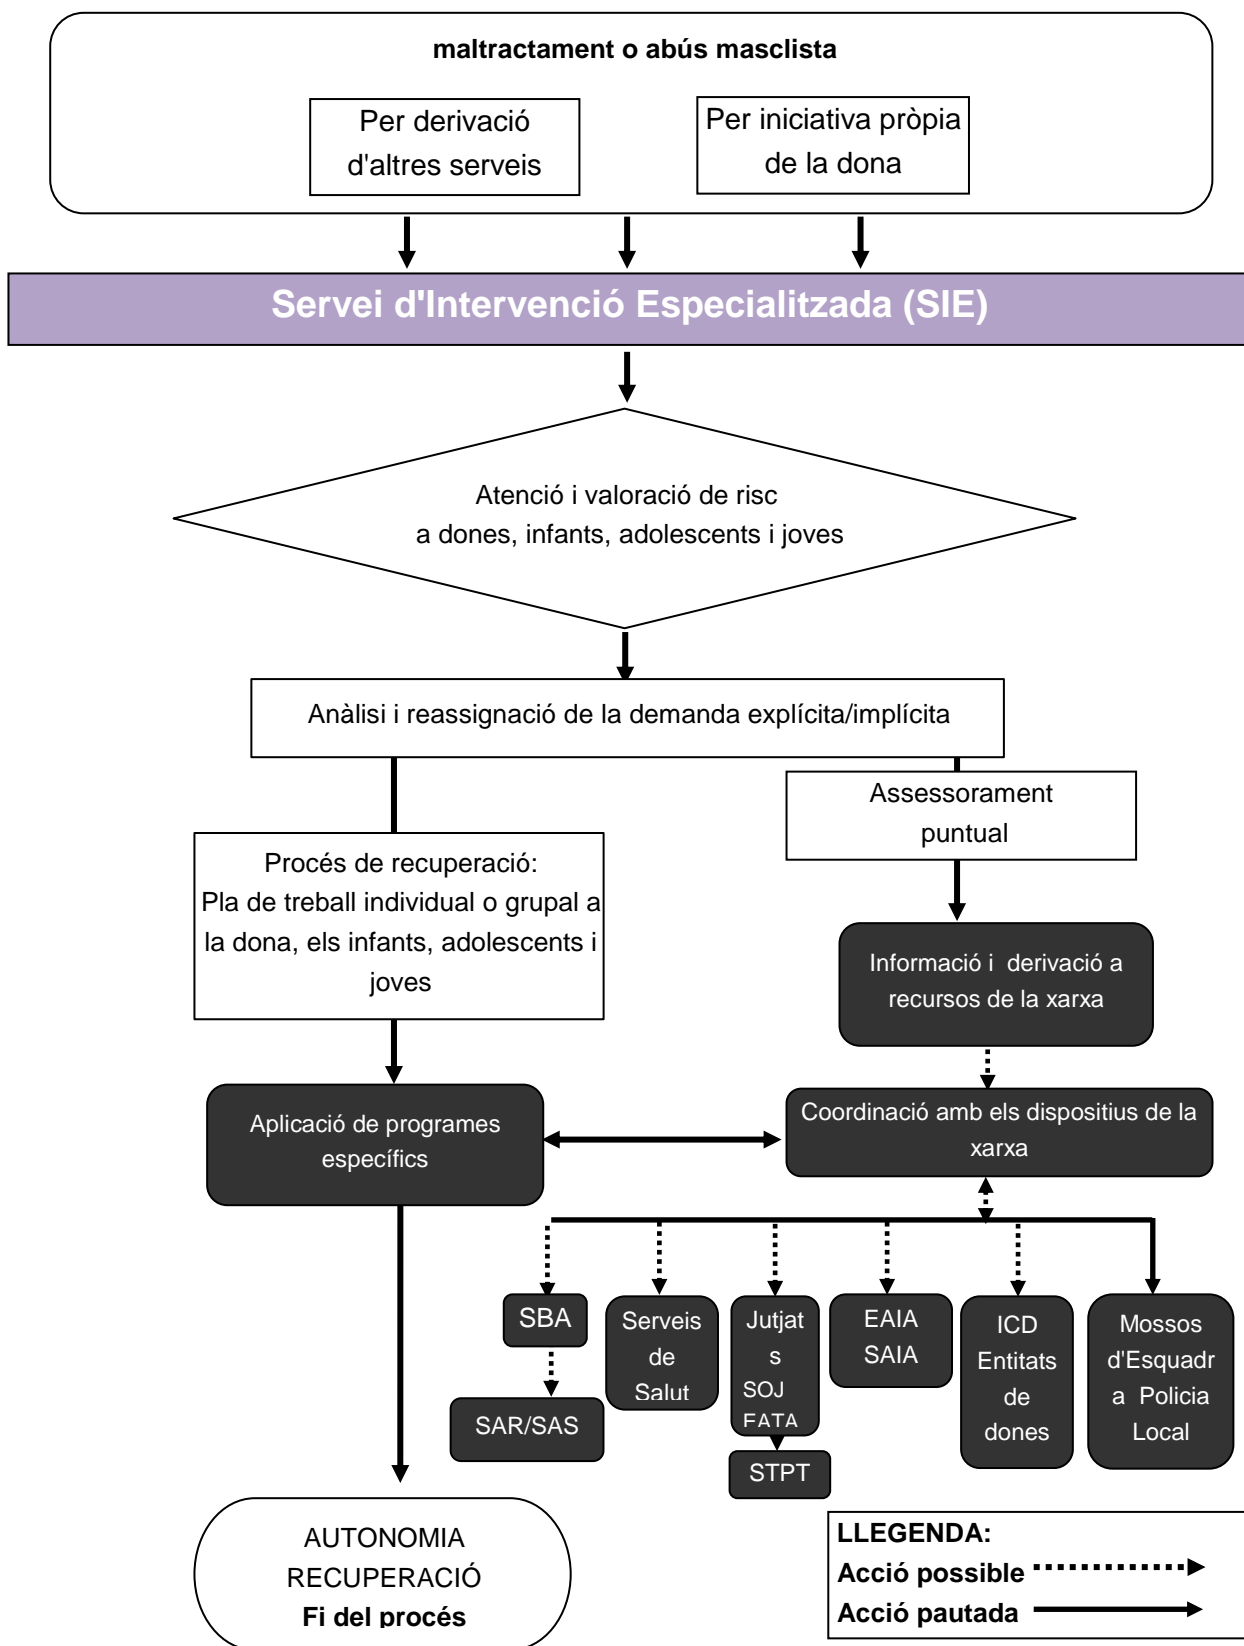 maltractament o abús masclista
Per derivació
d'altres serveis
Per iniciativa pròpia
de la dona
Servei d'Intervenció Especialitzada (SIE)
Atenció i valoració de risc
a dones, infants, adolescents i joves
Anàlisi i reassignació de la demanda explícita/implícita
Assessorament
puntual
Procés de recuperació:
Pla de treball individual o grupal a
la dona, els infants, adolescents i
joves
Informació i  derivació a
recursos de la xarxa
Aplicació de programes
específics
Coordinació amb els dispositius de la
xarxa
SBA
SAR/SAS
Serveis
de
Salut
Jutjat
s
SOJ
FATA
STPT
EAIA
SAIA
ICD
Entitats
de
dones
Mossos
d'Esquadr
a  Policia
Local
AUTONOMIA
RECUPERACIÓ
Fi del procés
LLEGENDA:
Acció possible
Acció pautada